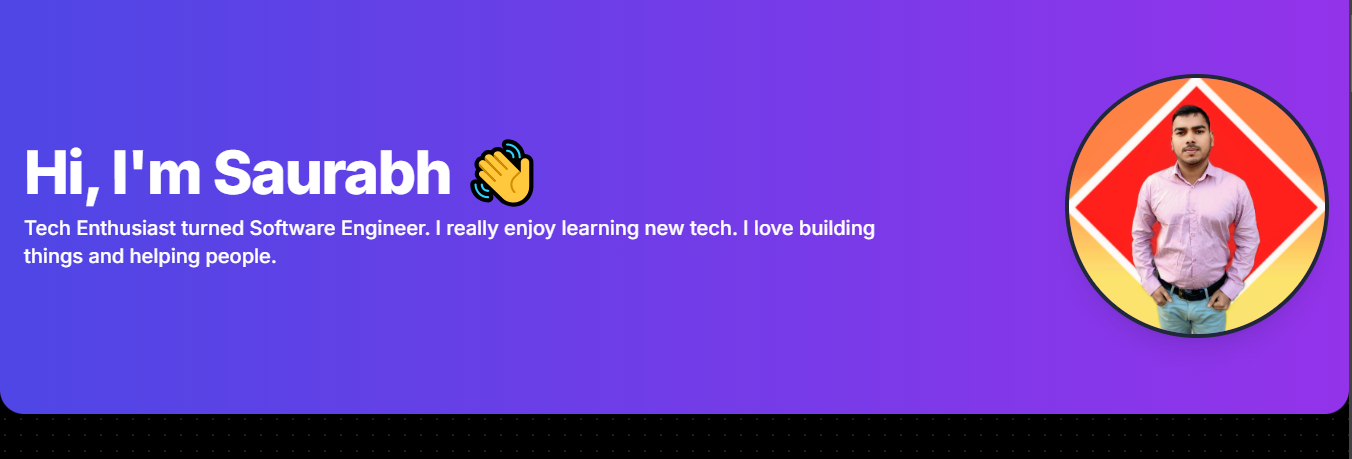 Hi, I'm Saurabh 👋
Tech Enthusiast turned Software Engineer. I really enjoy learning new tech. I love building
things and helping people.